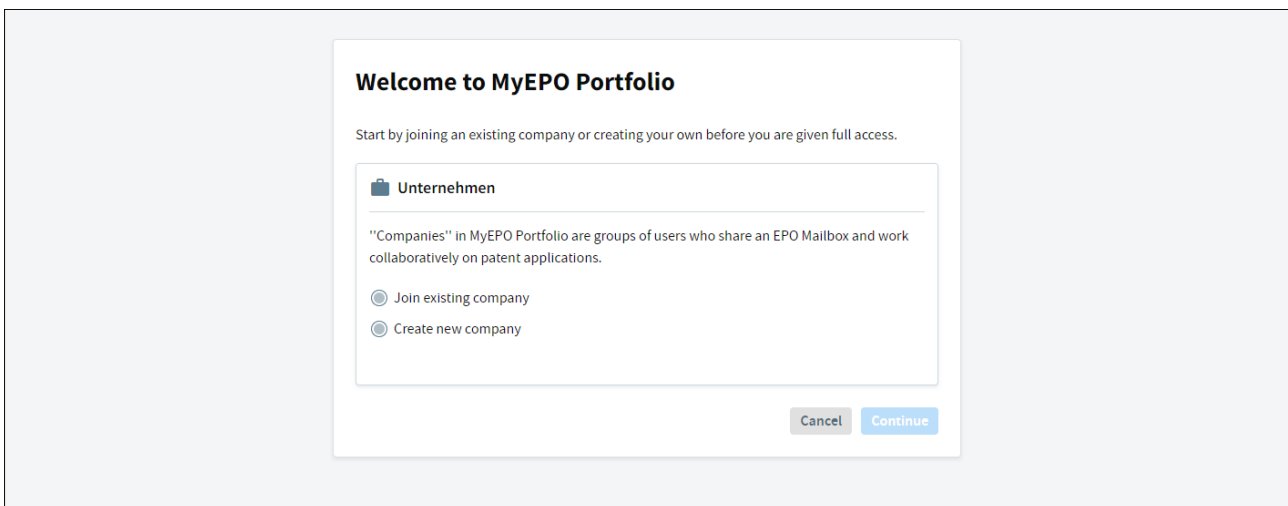 Welcome to MyEPO Portfolio
Start by joining an existing company or creating your own before you are given full access.
Unternehmen
''Companies'' in MyEPO Portfolio are groups of users who share an EPO Mailbox and work
collaboratively on patent applications.
Join existing company
Create new company
Cancel Continue